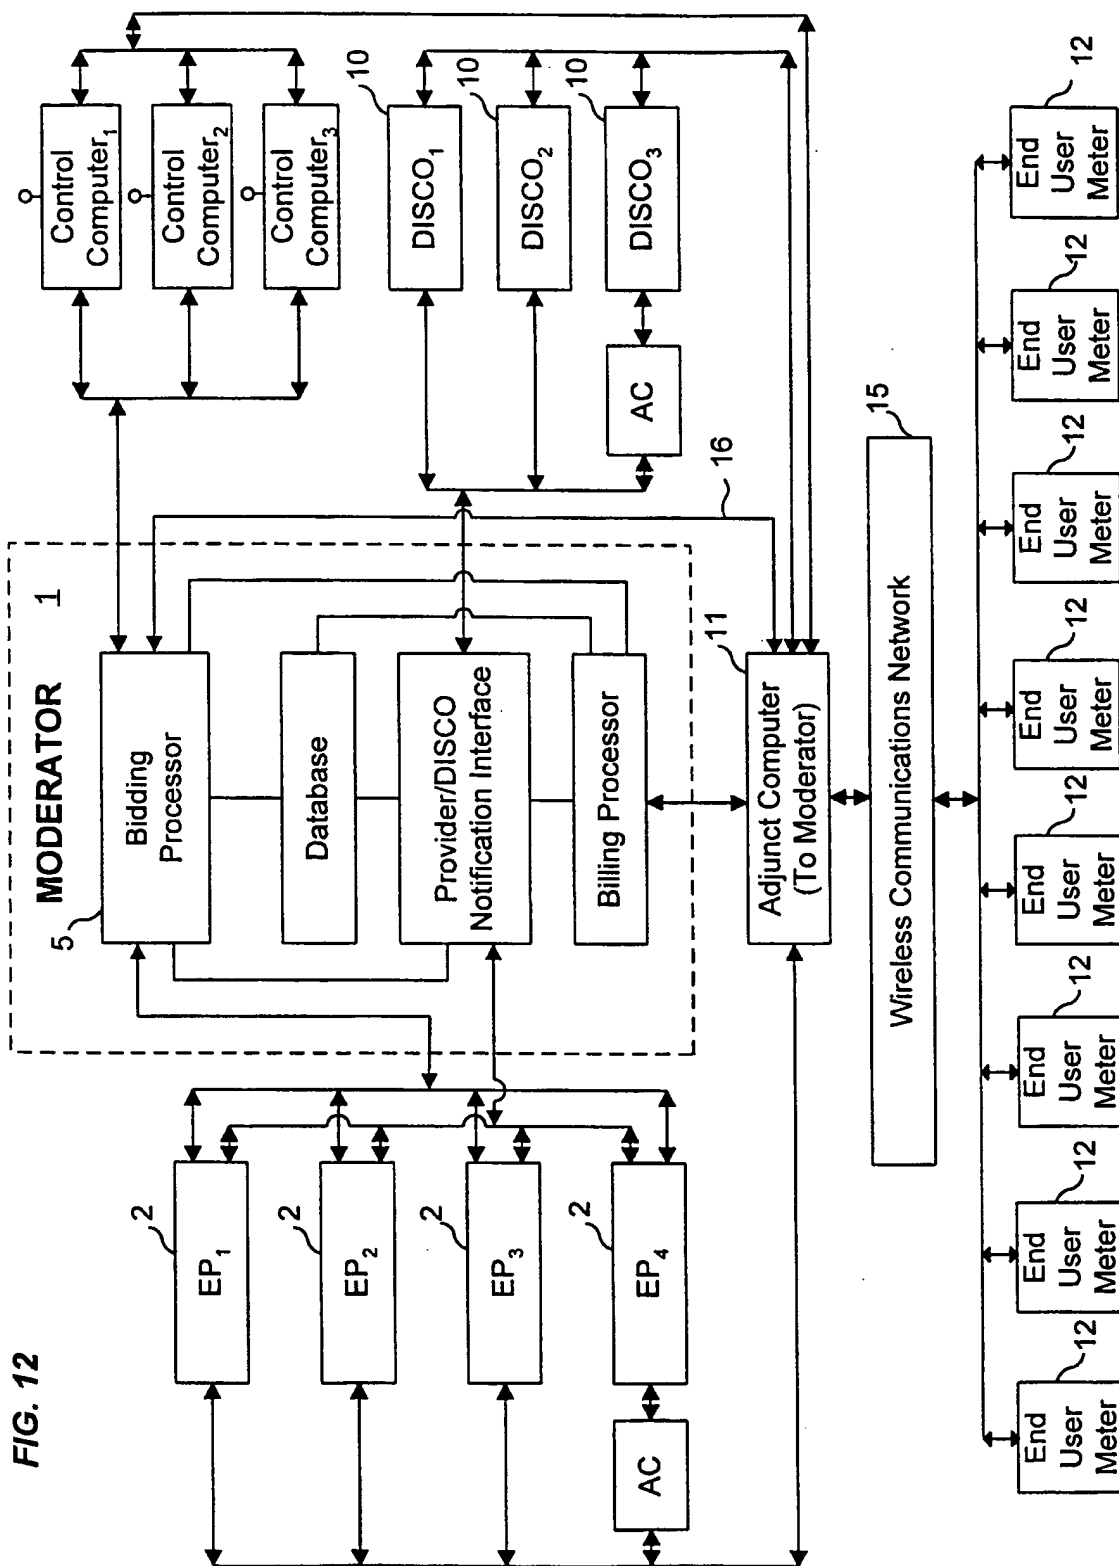 FIG. 12
MODERATOR
1
5
Bidding
Processor
Database
Provider/DISCO
Notification Interface
Billing Processor
2
EP1
2
EP2
2
EP3
2
EP4
AC
Control
Computer1
Control
Computer2
Control
Computer3
10
DISCO1
10
DISCO2
10
DISCO3
AC
16
11
Adjunct Computer
(To Moderator)
15
Wireless Communications Network
12
End
User
Meter
12
End
User
Meter
12
End
User
Meter
12
End
User
Meter
12
End
User
Meter
12
End
User
Meter
12
End
User
Meter
12
End
User
Meter